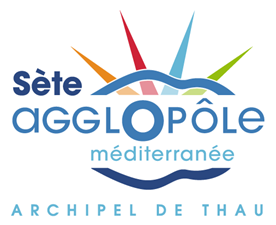 Sète
aGGLOPôLe
méditerranée
ARCHIPEL DE THAU